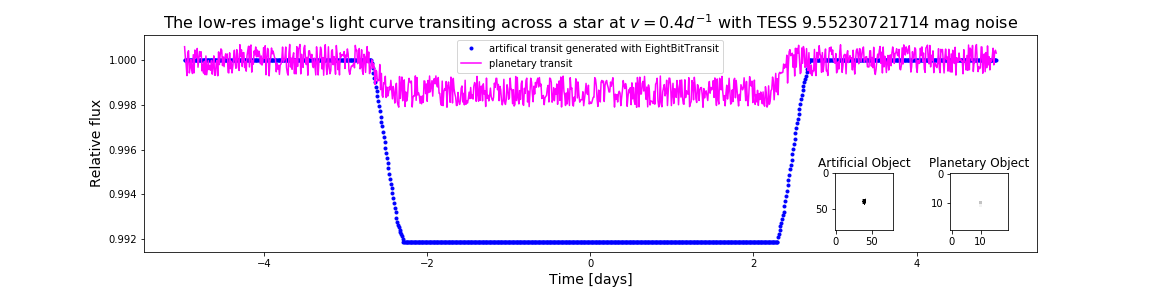 The low-res image's light curve transiting across a star at v = 0.4d⁻¹ with TESS 9.55230721714 mag noise
artifical transit generated with EightBitTransit
planetary transit
Relative flux
1.000
0.998
0.996
0.994
0.992
Artificial Object
0
50
0 50
Planetary Object
0
10
0 10
−4 −2 0 2 4
Time [days]